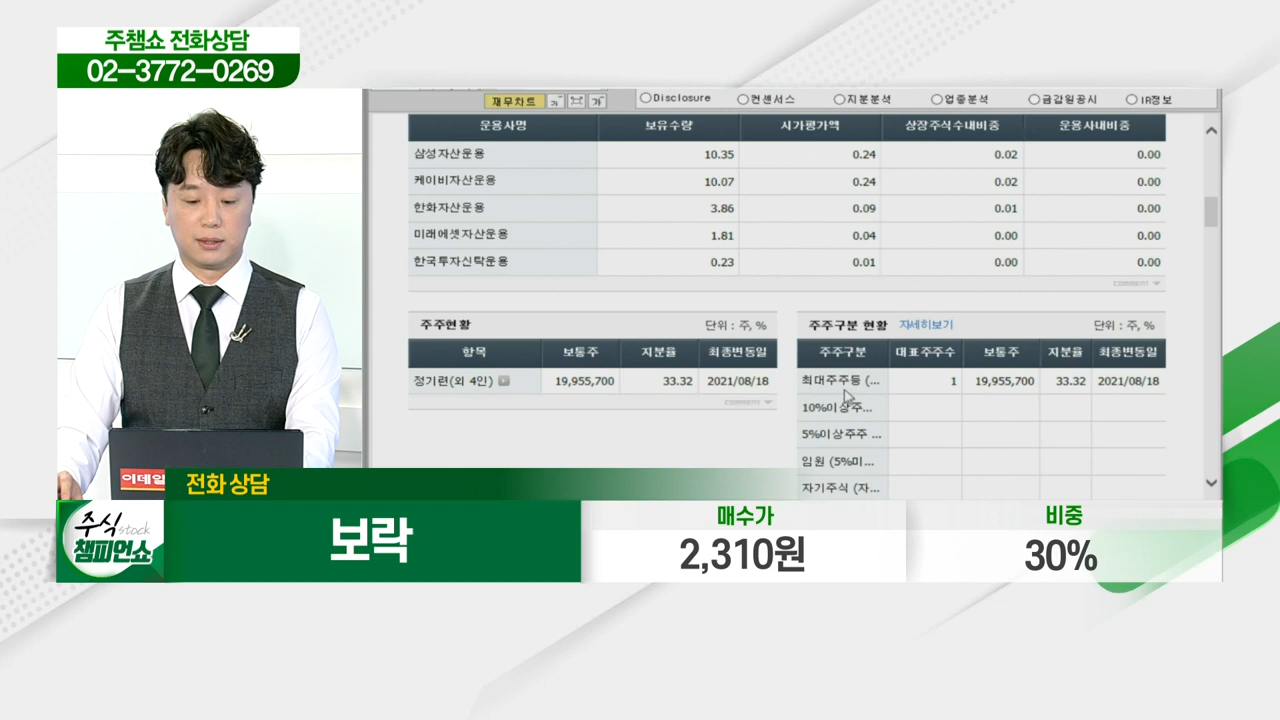 주챔쇼 전화상담
02-3772-0269
재무차트 Disclosure 컨센서스 지분분석 업종분석 금감원공시 IR정보
운용사명 보유수량 시가평가액 상장주식수내비중 운용사내비중
삼성자산운용 10.35 0.24 0.02 0.00
케이비자산운용 10.07 0.24 0.02 0.00
한화자산운용 3.86 0.09 0.01 0.00
미래에셋자산운용 1.81 0.04 0.00 0.00
한국투자신탁운용 0.23 0.01 0.00 0.00
COMMENT
주주현황 단위 : 주, %
항목 보통주 지분율 최종변동일
정기련(외 4인) 19,955,700 33.32 2021/08/18
COMMENT
주주구분 현황 자세히보기 단위 : 주, %
주주구분 대표주주수 보통주 지분율 최종변동일
최대주주등 (... 1 19,955,700 33.32 2021/08/18
10%이상주...
5%이상주주 ...
임원 (5%미...
자기주식 (자...
이데일
전화 상담
주식 stock
챔피언쇼
보락
매수가
2,310원
비중
30%